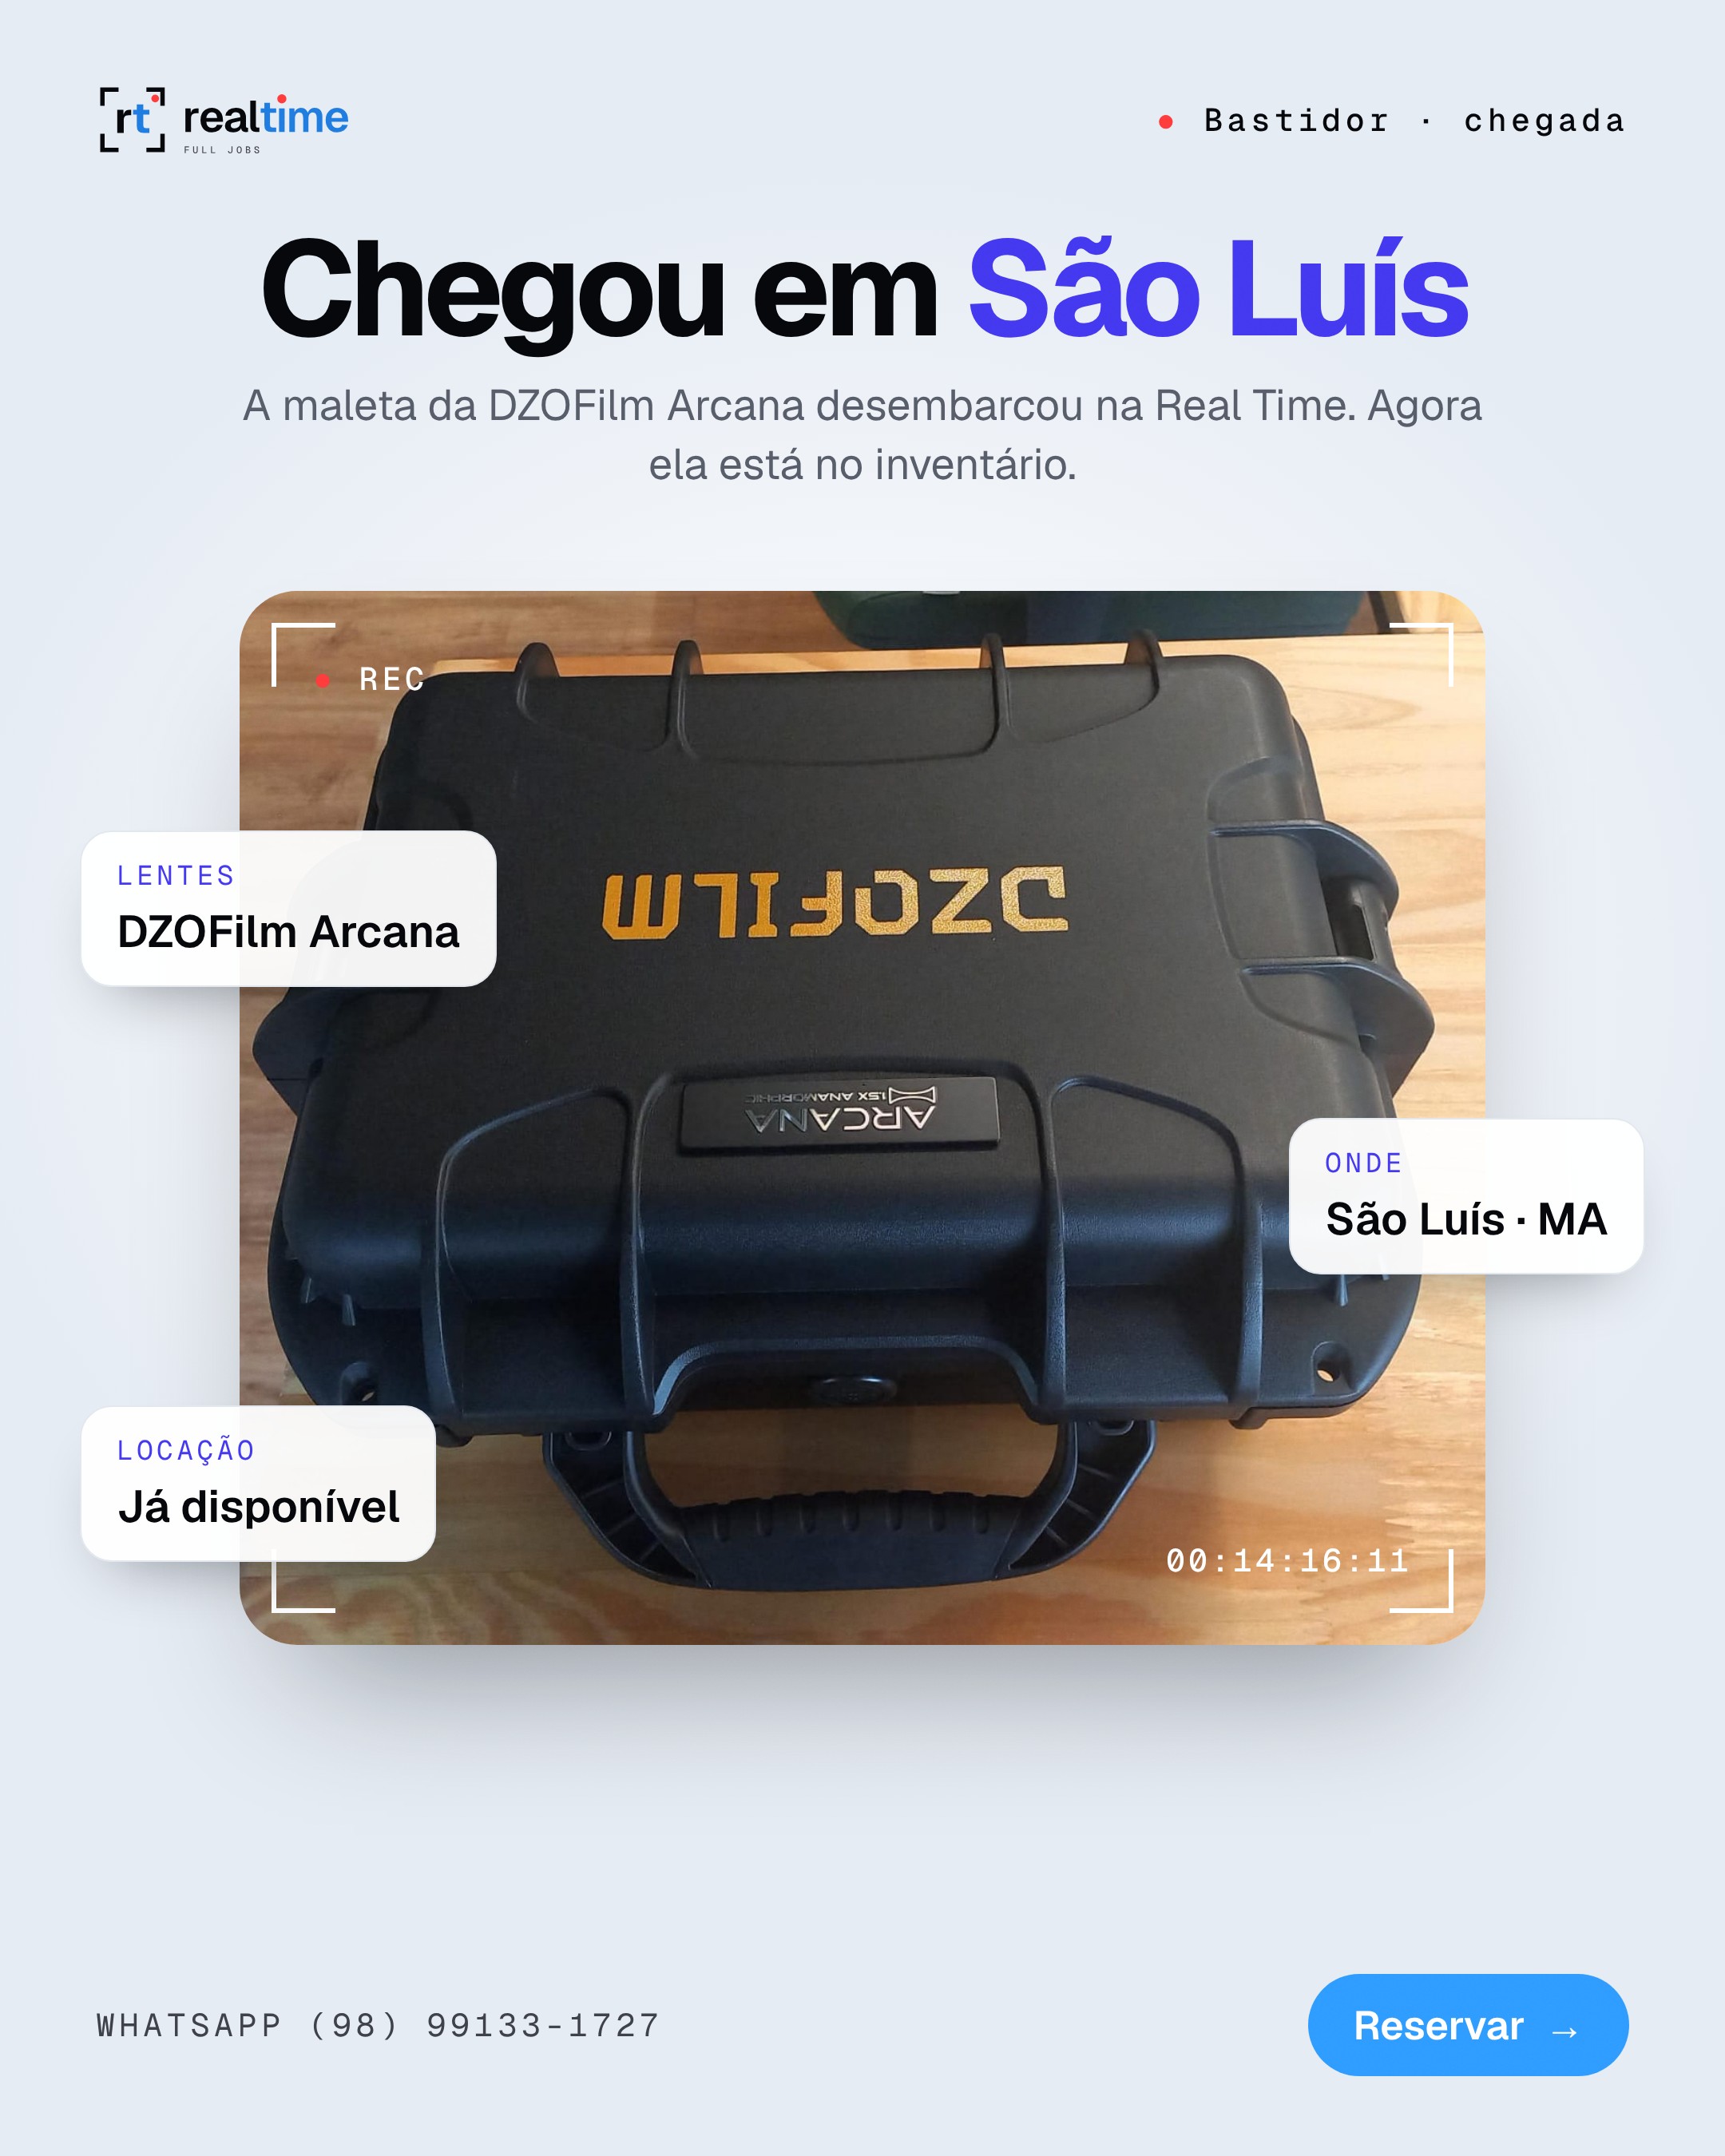 rt realtime
FULL JOBS
Bastidor · chegada
Chegou em São Luís
A maleta da DZOFilm Arcana desembarcou na Real Time. Agora
ela está no inventário.
REC
LENTES
DZOFilm Arcana
DZOFILM
ARCANA
1.5X ANAMORPHIC
ONDE
São Luís · MA
LOCAÇÃO
Já disponível
00:14:16:11
WHATSAPP (98) 99133-1727
Reservar →